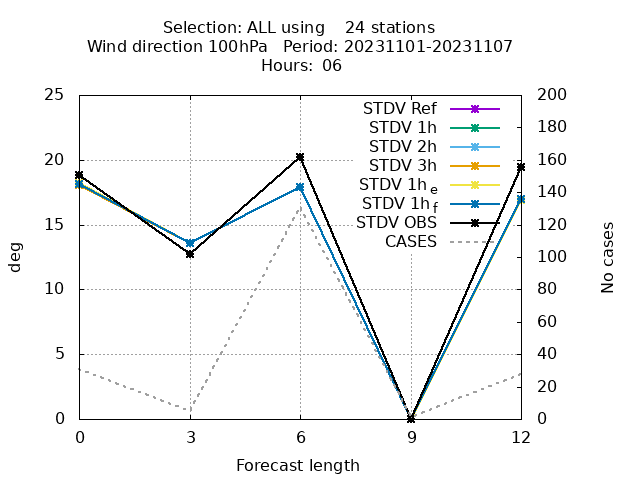 Selection: ALL using    24 stations
Wind direction 100hPa   Period: 20231101-20231107
Hours: 06
25
20
15
10
5
0
200
180
160
140
120
100
80
60
40
20
0
deg
No cases
STDV Ref
STDV 1h
STDV 2h
STDV 3h
STDV 1h e
STDV 1h f
STDV OBS
CASES
0 3 6 9 12
Forecast length